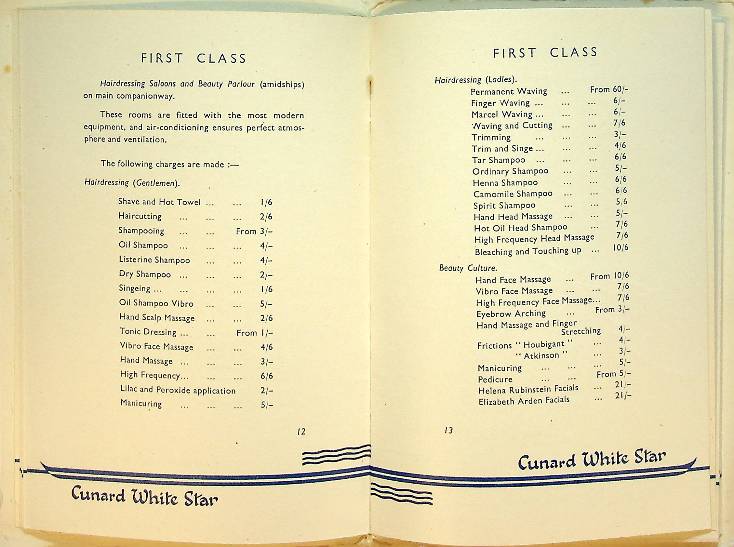 FIRST CLASS
Hairdressing Saloons and Beauty Parlour (amidships)
on main companionway.
These rooms are fitted with the most modern
equipment, and air-conditioning ensures perfect atmos-
phere and ventilation.
The following charges are made :—
Hairdressing (Gentlemen).
Shave and Hot Towel ... ... 1/6
Haircutting ... ... ... 2/6
Shampooing ... ... From 3/-
Oil Shampoo ... ... 4/-
Listerine Shampoo ... ... 4/-
Dry Shampoo ... ... ... 2/-
Singeing ... ... ... 1/6
Oil Shampoo Vibro ... ... 5/-
Hand Scalp Massage ... ... 2/6
Tonic Dressing ... ... From 1/-
Vibro Face Massage ... ... 4/6
Hand Massage ... ... ... 3/-
High Frequency... ... ... 6/6
Lilac and Peroxide application 2/-
Manicuring ... ... ... 5/-
12
Cunard White Star
FIRST CLASS
Hairdressing (Ladies).
Permanent Waving ... From 60/-
Finger Waving ... ... ... 6/-
Marcel Waving ... ... ... 6/-
Waving and Cutting ... ... 7/6
Trimming ... ... ... 3/-
Trim and Singe ... ... ... 4/6
Tar Shampoo ... ... ... 6/6
Ordinary Shampoo ... ... 5/-
Henna Shampoo ... ... 6/6
Camomile Shampoo ... ... 6/6
Spirit Shampoo ... ... 5/6
Hand Head Massage ... ... 5/-
Hot Oil Head Shampoo ... 7/6
High Frequency Head Massage 7/6
Bleaching and Touching up ... 10/6
Beauty Culture.
Hand Face Massage ... From 10/6
Vibro Face Massage ... ... 7/6
High Frequency Face Massage... 7/6
Eyebrow Arching ... From 3/-
Hand Massage and Finger
Stretching 4/-
Frictions "Houbigant" ... 4/-
"Atkinson" ... 3/-
Manicuring ... ... ... 5/-
Pedicure ... ... From 5/-
Helena Rubinstein Facials ... 21/-
Elizabeth Arden Facials ... 21/-
13
Cunard White Star